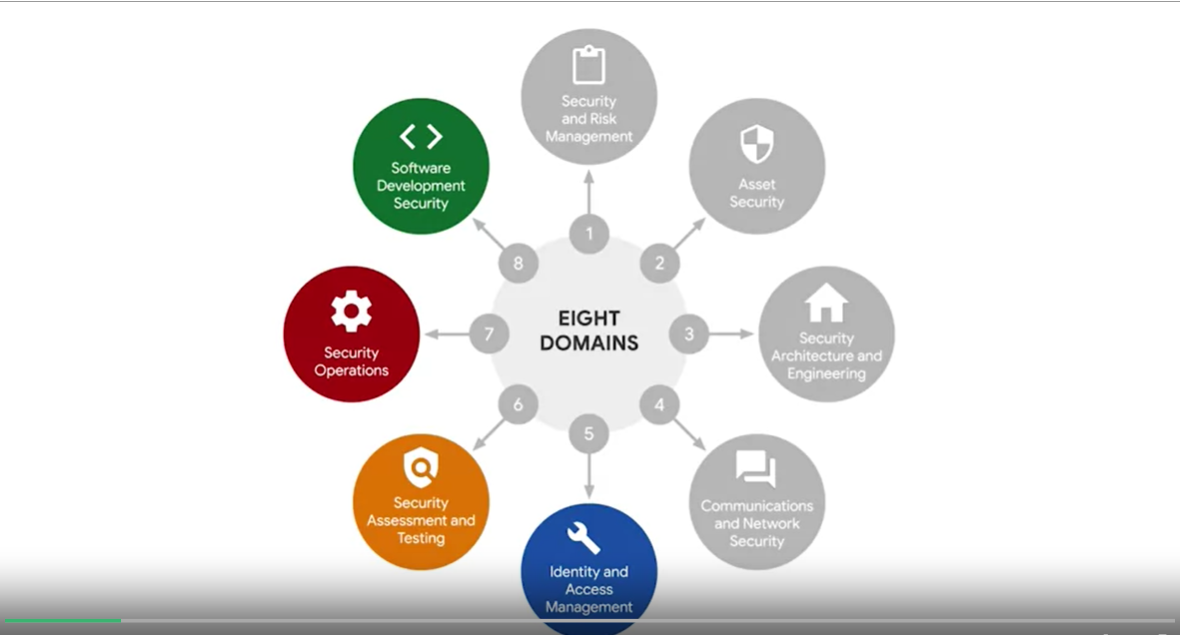 EIGHT
DOMAINS
1
Security
and Risk
Management
2
Asset
Security
3
Security
Architecture and
Engineering
4
Communications
and Network
Security
5
Identity and
Access
Management
6
Security
Assessment and
Testing
7
Security
Operations
8
Software
Development
Security